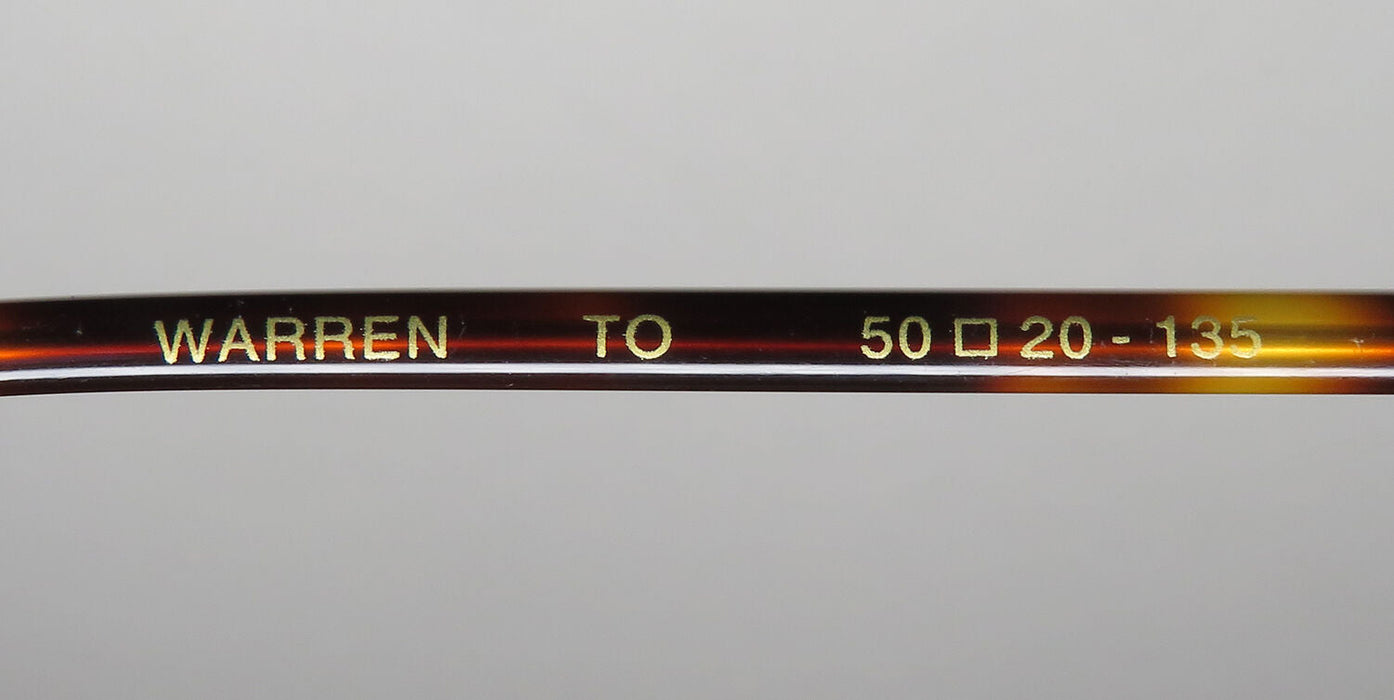 WARREN TO 50 □ 20 - 135